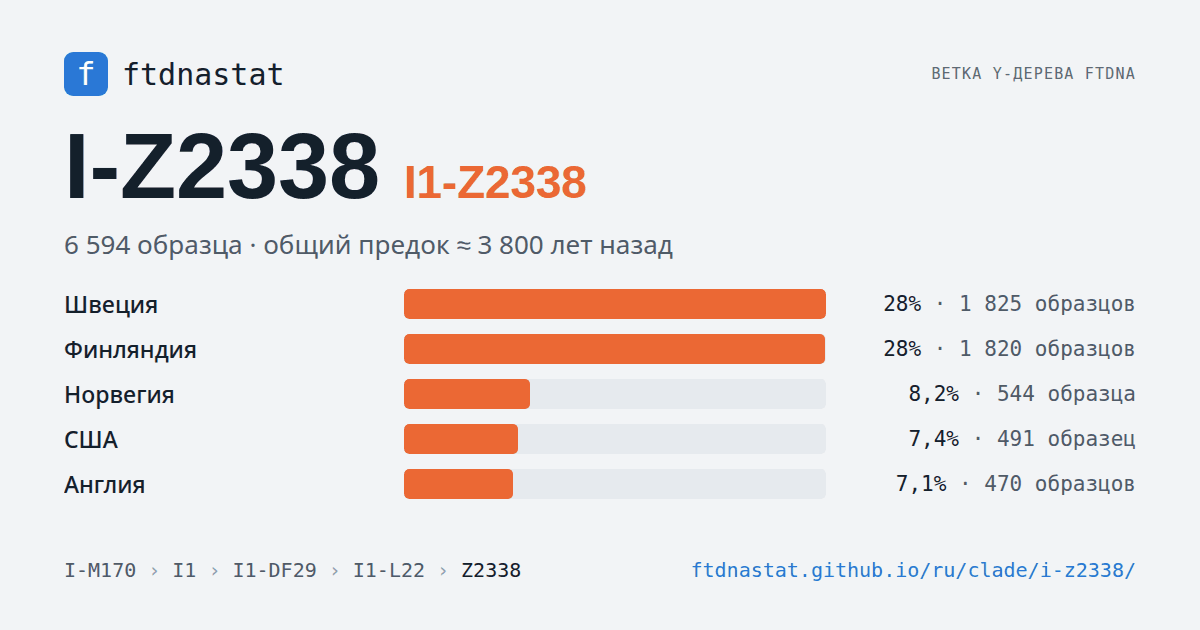 f ftdnastat
ВЕТКА Y-ДЕРЕВА FTDNA
I-Z2338 I1-Z2338
6 594 образца · общий предок ≈ 3 800 лет назад
Швеция 28% · 1 825 образцов
Финляндия 28% · 1 820 образцов
Норвегия 8,2% · 544 образца
США 7,4% · 491 образец
Англия 7,1% · 470 образцов
I-M170 › I1 › I1-DF29 › I1-L22 › Z2338
ftdnastat.github.io/ru/clade/i-z2338/